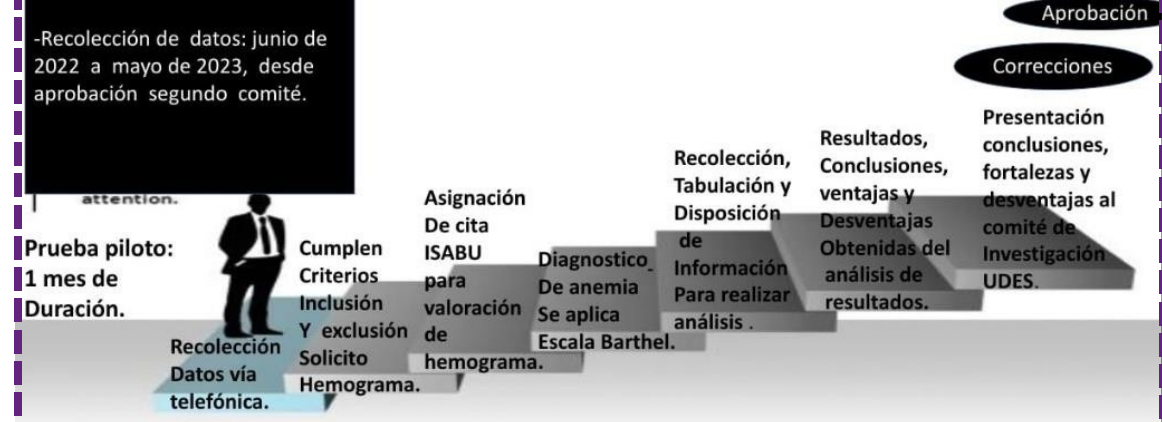 -Recolección de datos: junio de
2022 a mayo de 2023, desde
aprobación segundo comité.
attention.
Prueba piloto:
1 mes de
Duración.
Recolección
Datos vía
telefónica.
Cumplen
Criterios
Inclusión
Y exclusión
Solicito
Hemograma.
Asignación
De cita
ISABU
para
valoración
de
hemograma.
Diagnostico
De anemia
Se aplica
Escala Barthel.
Recolección,
Tabulación y
Disposición
de
Información
Para realizar
análisis .
Resultados,
Conclusiones,
ventajas y
Desventajas
Obtenidas del
análisis de
resultados.
Presentación
conclusiones,
fortalezas y
desventajas al
comité de
Investigación
UDES.
Correcciones
Aprobación